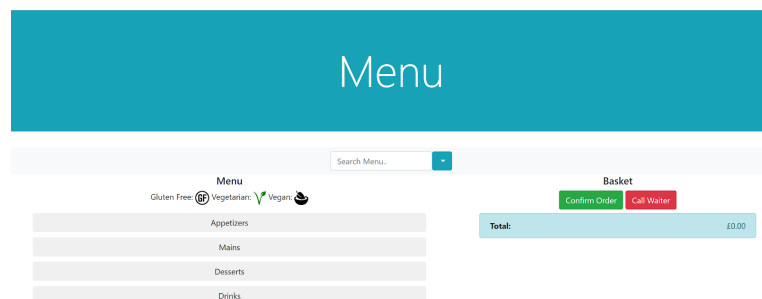 Menu
Search Menu..
Menu
Gluten Free: GF Vegetarian: Vegan:
Appetizers
Mains
Desserts
Drinks
Basket
Confirm Order Call Waiter
Total: £0.00